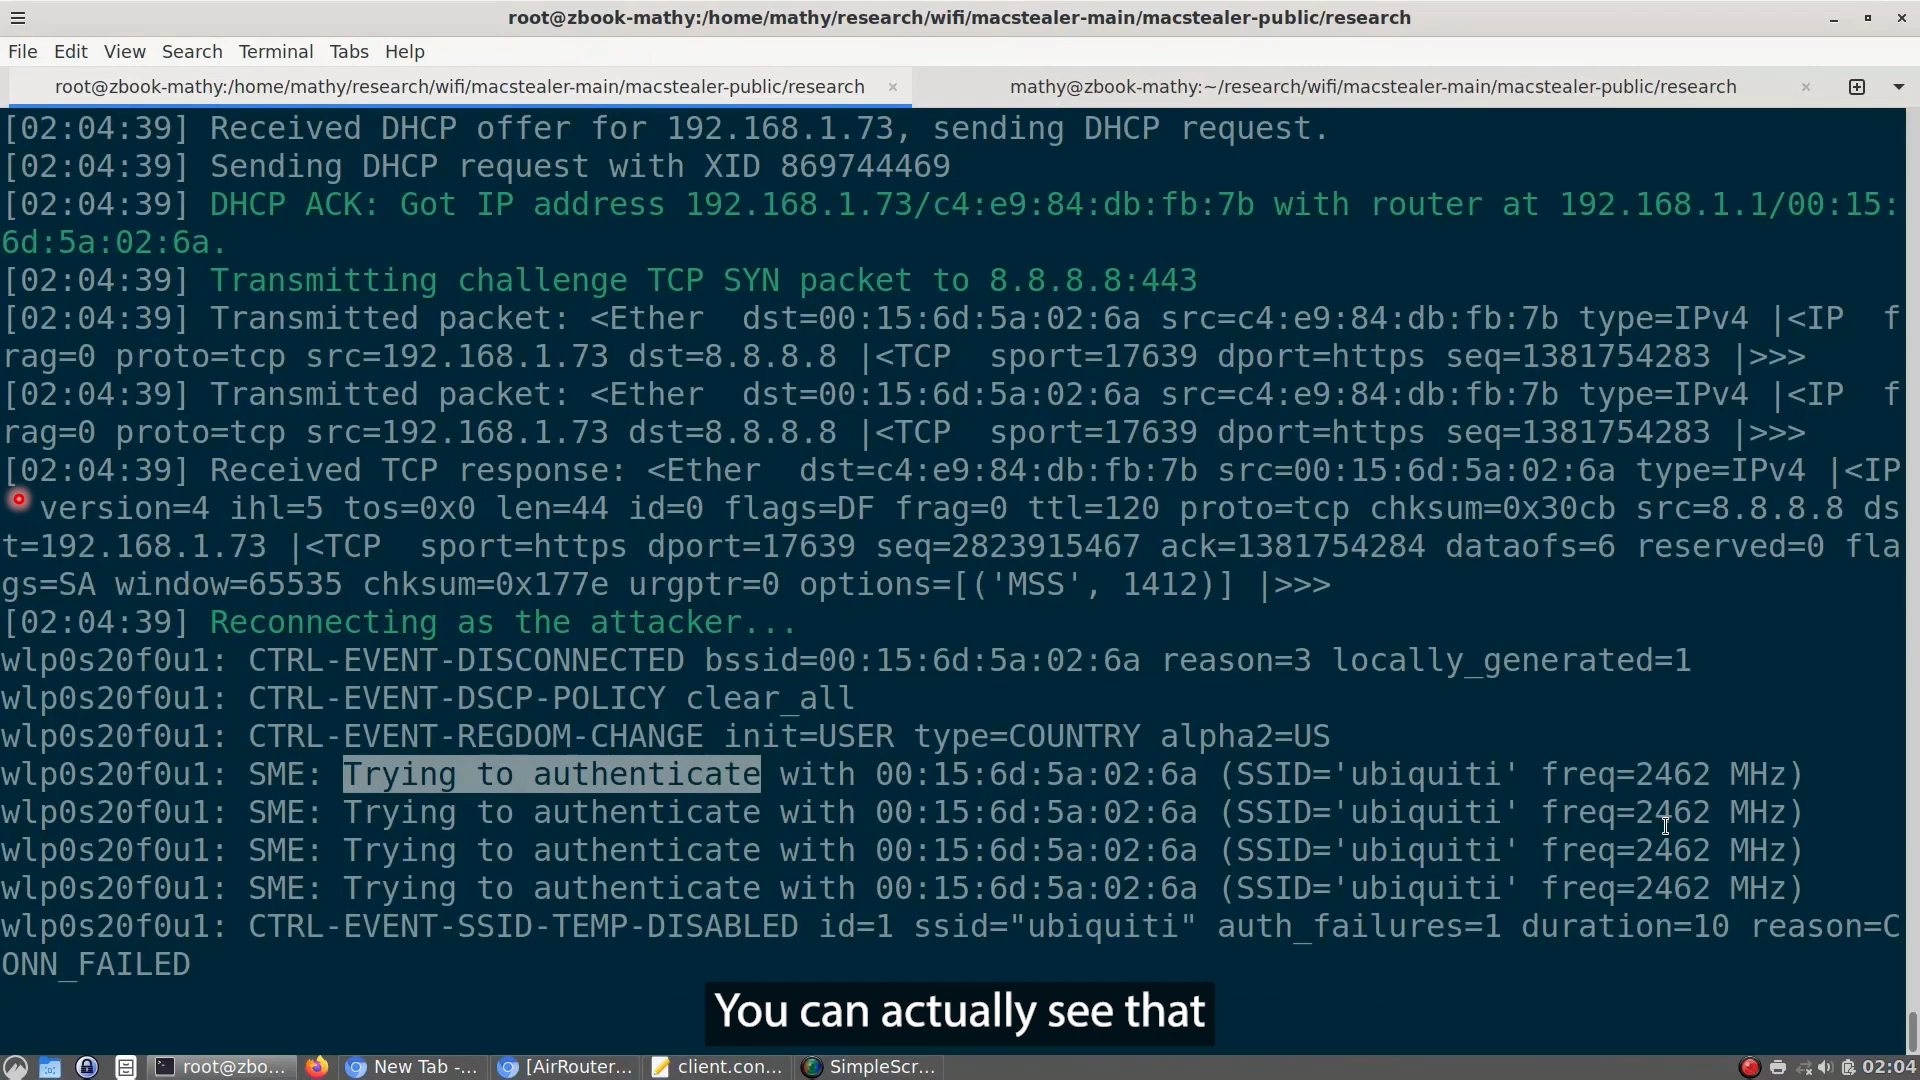 root@zbook-mathy:/home/mathy/research/wifi/macstealer-main/macstealer-public/research
File Edit View Search Terminal Tabs Help
root@zbook-mathy:/home/mathy/research/wifi/macstealer-main/macstealer-public/research × mathy@zbook-mathy:~/research/wifi/macstealer-main/macstealer-public/research ×
[02:04:39] Received DHCP offer for 192.168.1.73, sending DHCP request.
[02:04:39] Sending DHCP request with XID 869744469
[02:04:39] DHCP ACK: Got IP address 192.168.1.73/c4:e9:84:db:fb:7b with router at 192.168.1.1/00:15:
6d:5a:02:6a.
[02:04:39] Transmitting challenge TCP SYN packet to 8.8.8.8:443
[02:04:39] Transmitted packet: <Ether  dst=00:15:6d:5a:02:6a src=c4:e9:84:db:fb:7b type=IPv4 |<IP  f
rag=0 proto=tcp src=192.168.1.73 dst=8.8.8.8 |<TCP  sport=17639 dport=https seq=1381754283 |>>>
[02:04:39] Transmitted packet: <Ether  dst=00:15:6d:5a:02:6a src=c4:e9:84:db:fb:7b type=IPv4 |<IP  f
rag=0 proto=tcp src=192.168.1.73 dst=8.8.8.8 |<TCP  sport=17639 dport=https seq=1381754283 |>>>
[02:04:39] Received TCP response: <Ether  dst=c4:e9:84:db:fb:7b src=00:15:6d:5a:02:6a type=IPv4 |<IP
version=4 ihl=5 tos=0x0 len=44 id=0 flags=DF frag=0 ttl=120 proto=tcp chksum=0x30cb src=8.8.8.8 ds
t=192.168.1.73 |<TCP  sport=https dport=17639 seq=2823915467 ack=1381754284 dataofs=6 reserved=0 fla
gs=SA window=65535 chksum=0x177e urgptr=0 options=[('MSS', 1412)] |>>>
[02:04:39] Reconnecting as the attacker...
wlp0s20f0u1: CTRL-EVENT-DISCONNECTED bssid=00:15:6d:5a:02:6a reason=3 locally_generated=1
wlp0s20f0u1: CTRL-EVENT-DSCP-POLICY clear_all
wlp0s20f0u1: CTRL-EVENT-REGDOM-CHANGE init=USER type=COUNTRY alpha2=US
wlp0s20f0u1: SME: Trying to authenticate with 00:15:6d:5a:02:6a (SSID='ubiquiti' freq=2462 MHz)
wlp0s20f0u1: SME: Trying to authenticate with 00:15:6d:5a:02:6a (SSID='ubiquiti' freq=2462 MHz)
wlp0s20f0u1: SME: Trying to authenticate with 00:15:6d:5a:02:6a (SSID='ubiquiti' freq=2462 MHz)
wlp0s20f0u1: SME: Trying to authenticate with 00:15:6d:5a:02:6a (SSID='ubiquiti' freq=2462 MHz)
wlp0s20f0u1: CTRL-EVENT-SSID-TEMP-DISABLED id=1 ssid="ubiquiti" auth_failures=1 duration=10 reason=C
ONN_FAILED
You can actually see that
root@zbo... New Tab -... [AirRouter... client.con... SimpleScr... 02:04